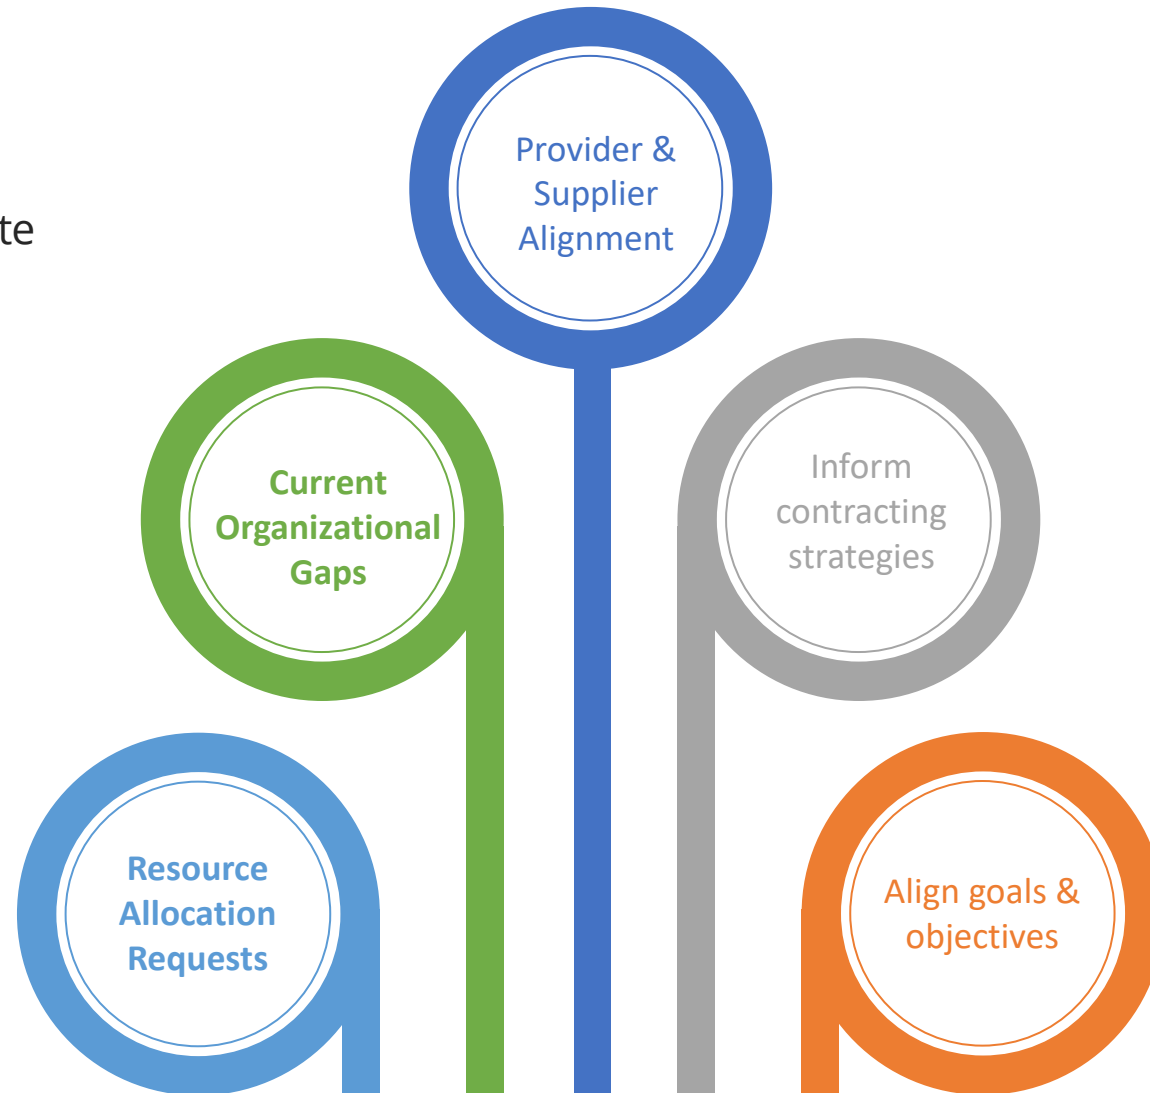 Provider &
Supplier
Alignment
te
Current
Organizational
Gaps
Inform
contracting
strategies
Resource
Allocation
Requests
Align goals &
objectives